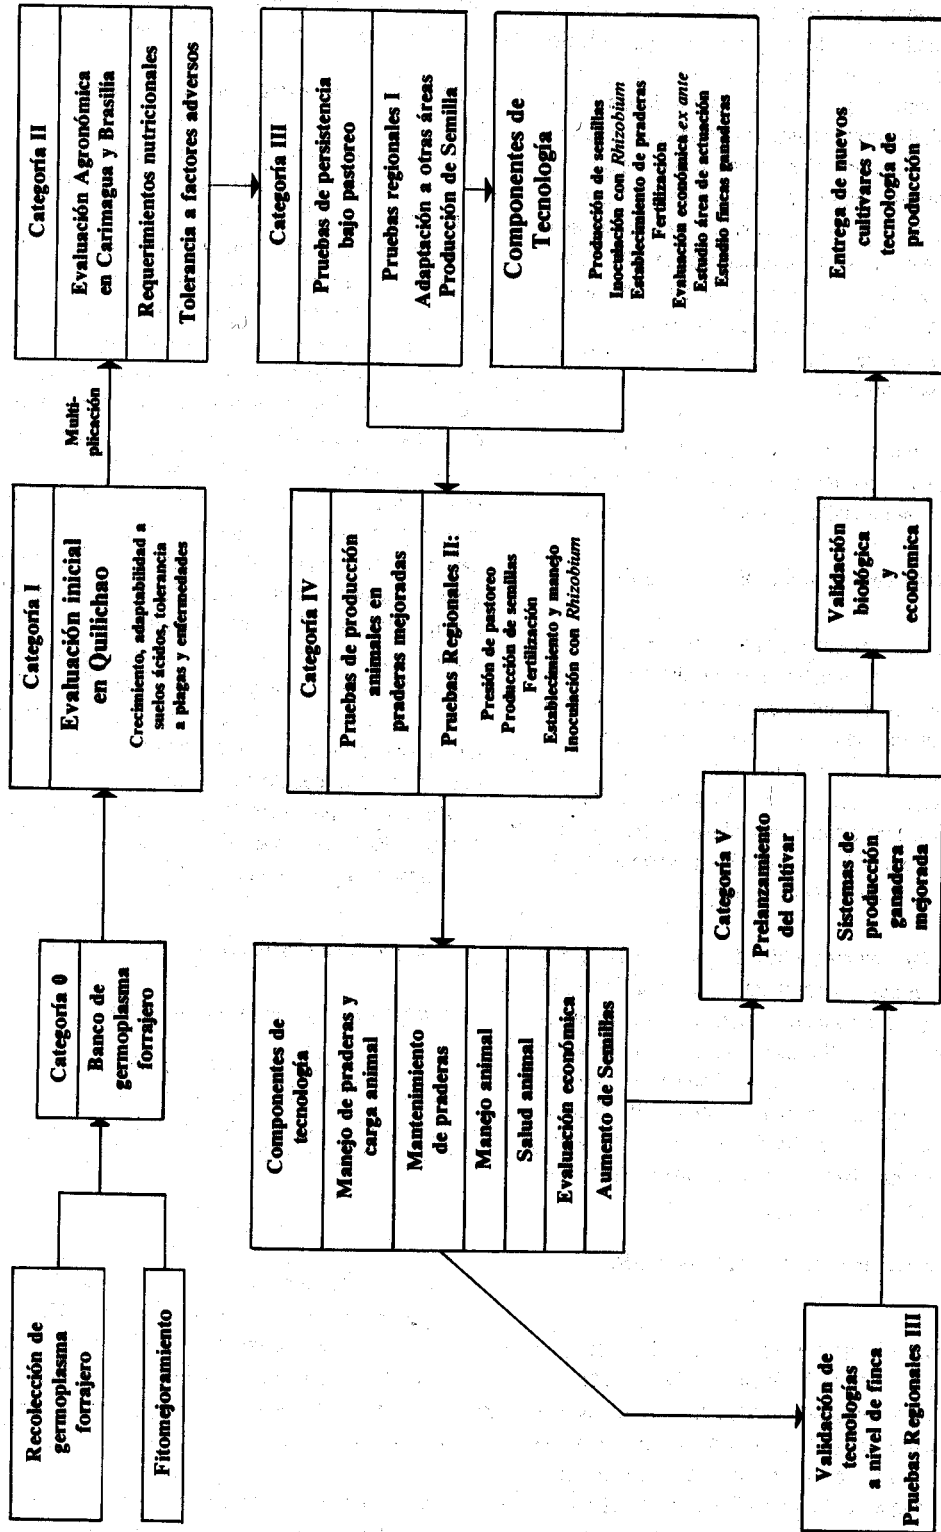 Recolección de
germoplasma
forrajero
Fitomejoramiento
Categoría 0
Banco de
germoplasma
forrajero
Categoría I
Evaluación inicial
en Quilichao
Crecimiento, adaptabilidad a
suelos ácidos, tolerancia
a plagas y enfermedades
Multi-
plicación
Categoría II
Evaluación Agronómica
en Carimagua y Brasilia
Requerimientos nutricionales
Tolerancia a factores adversos
Categoría III
Pruebas de persistencia
bajo pastoreo
Pruebas regionales I
Adaptación a otras áreas
Producción de Semilla
Componentes de
Tecnología
Producción de semillas
Inoculación con Rhizobium
Establecimiento de praderas
Fertilización
Evaluación económica ex ante
Estudio área de actuación
Estudio fincas ganaderas
Categoría IV
Pruebas de producción
animales en
praderas mejoradas
Pruebas Regionales II:
Presión de pastoreo
Producción de semillas
Fertilización
Establecimiento y manejo
Inoculación con Rhizobium
Componentes de
tecnología
Manejo de praderas y
carga animal
Mantenimiento
de praderas
Manejo animal
Salud animal
Evaluación económica
Aumento de Semillas
Validación de
tecnologías
a nivel de finca
Pruebas Regionales III
Categoría V
Prelanzamiento
del cultivar
Sistemas de
producción
ganadera
mejorada
Validación
biológica
y
económica
Entrega de nuevos
cultivares y
tecnología de
producción